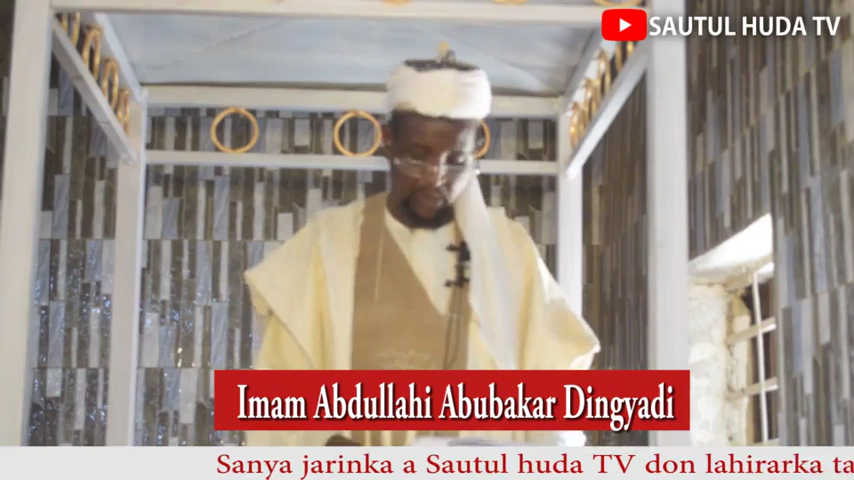 SAUTUL HUDA TV
Imam Abdullahi Abubakar Dingyadi
Sanya jarinka a Sautul huda TV don lahirarka ta